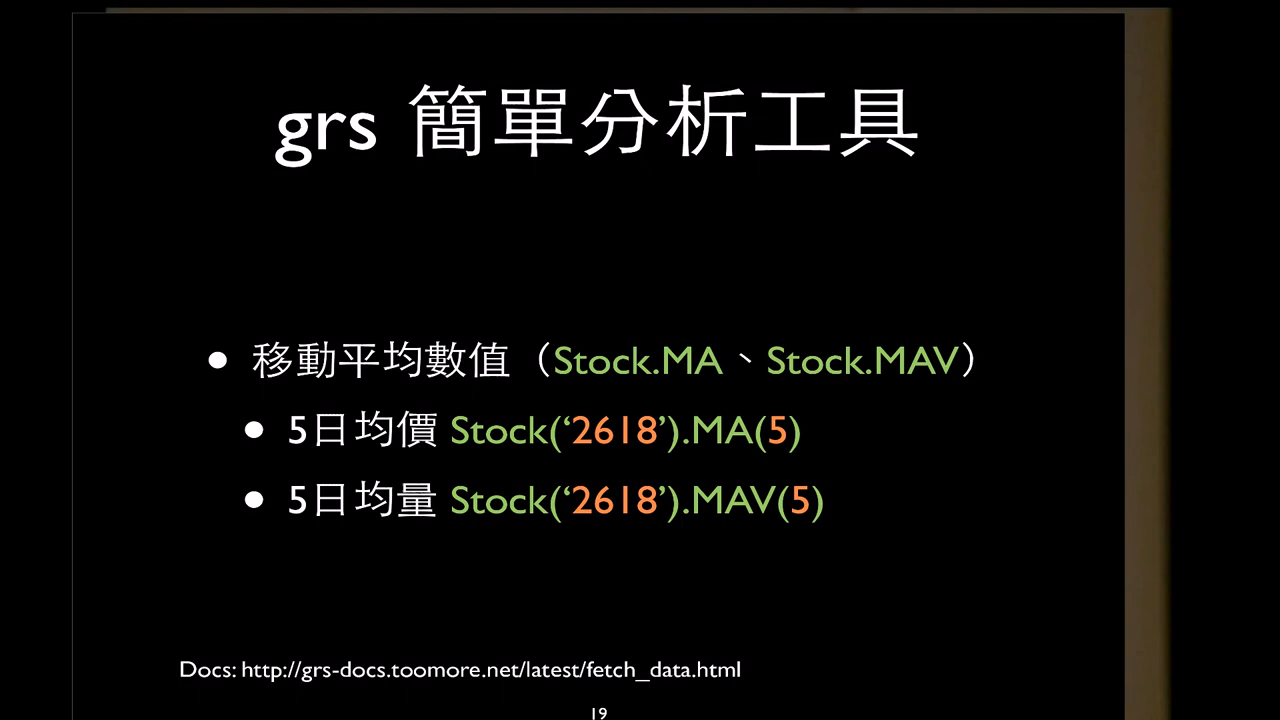 grs 簡單分析工具
• 移動平均數值（Stock.MA、Stock.MAV）
• 5日均價 Stock(‘2618’).MA(5)
• 5日均量 Stock(‘2618’).MAV(5)
Docs: http://grs-docs.toomore.net/latest/fetch_data.html
19